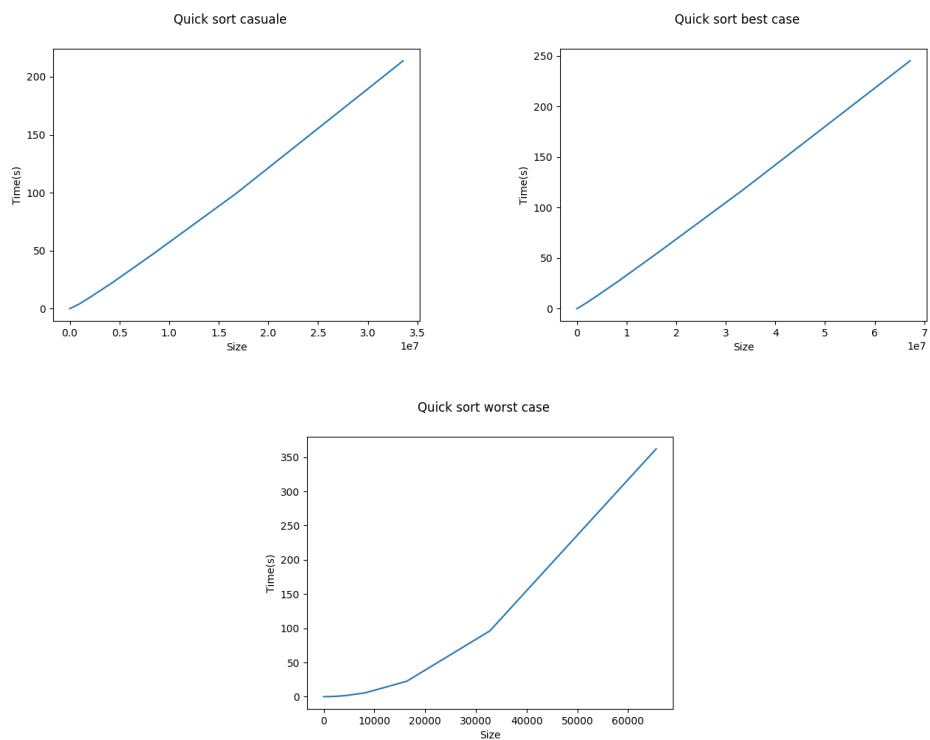 Quick sort casuale
200
150
100
50
0
Time(s)
0.0 0.5 1.0 1.5 2.0 2.5 3.0 3.5
1e7
Size
Quick sort best case
250
200
150
100
50
0
Time(s)
0 1 2 3 4 5 6 7
1e7
Size
Quick sort worst case
350
300
250
200
150
100
50
0
Time(s)
0 10000 20000 30000 40000 50000 60000
Size